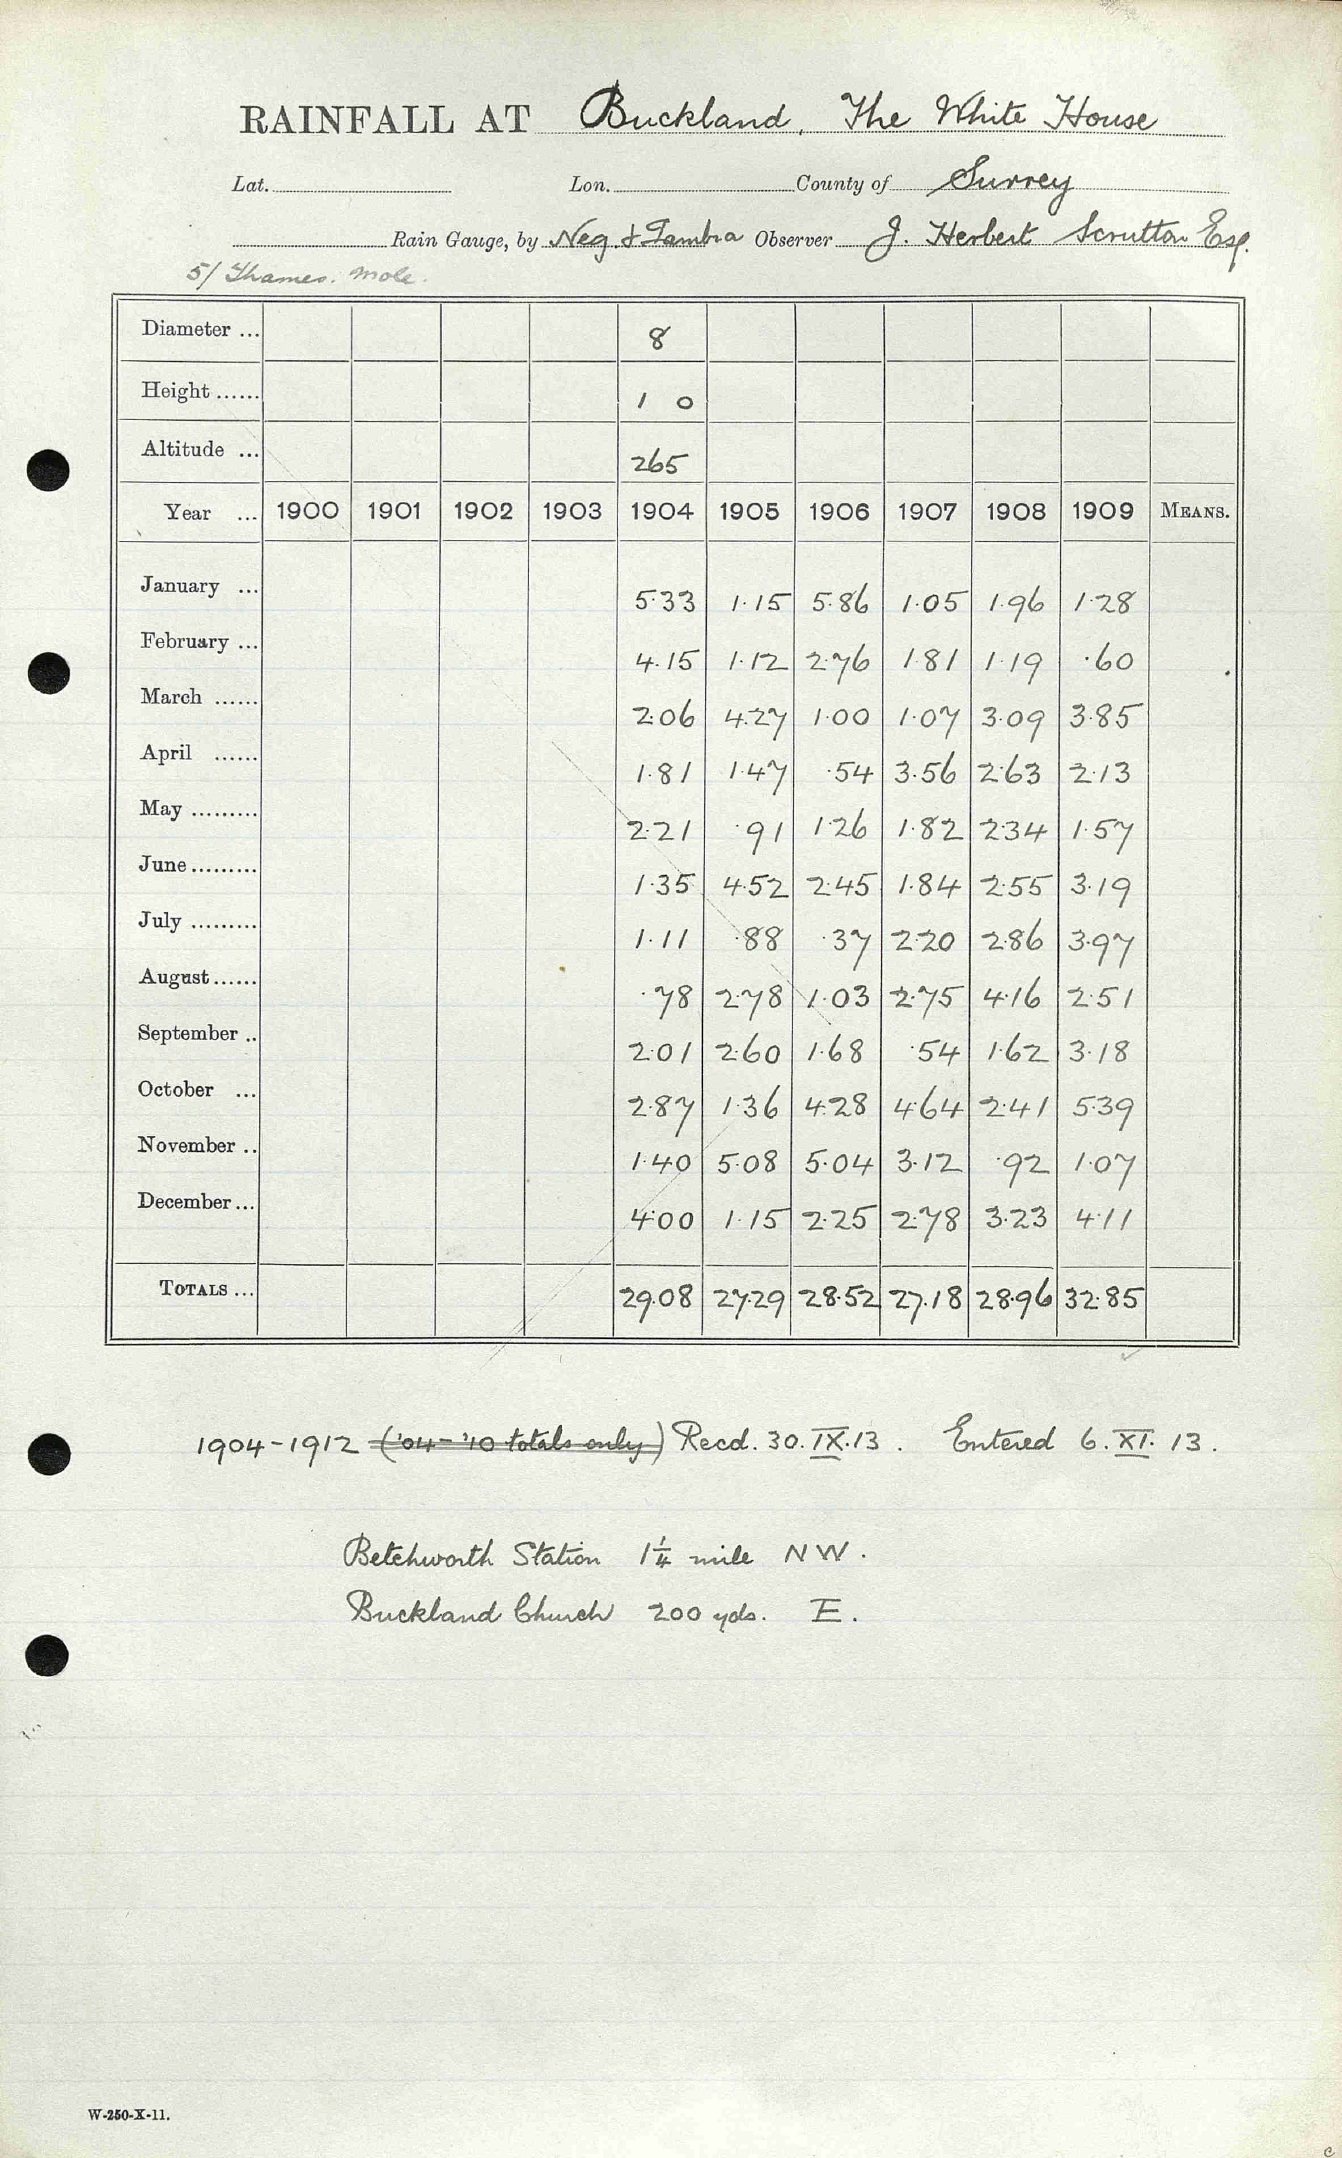 RAINFALL AT Buckland, The White House
Lat. Lon. County of Surrey
Rain Gauge, by Neg. & Zambra Observer J. Herbert Scrutton Esq.
5/ Thames. Mole.
Diameter ... 8
Height ...... 1 0
Altitude ... 265
Year ... 1900 1901 1902 1903 1904 1905 1906 1907 1908 1909 MEANS.
January ... 5.33 1.15 5.86 1.05 1.96 1.28
February ... 4.15 1.12 2.76 1.81 1.19 .60
March ...... 2.06 4.27 1.00 1.07 3.09 3.85
April ...... 1.81 1.47 .54 3.56 2.63 2.13
May ......... 2.21 .91 1.26 1.82 2.34 1.57
June ......... 1.35 4.52 2.45 1.84 2.55 3.19
July ......... 1.11 .88 .37 2.20 2.86 3.97
August ...... .78 2.78 1.03 2.75 4.16 2.51
September .. 2.01 2.60 1.68 .54 1.62 3.18
October ... 2.87 1.36 4.28 4.64 2.41 5.39
November .. 1.40 5.08 5.04 3.12 .92 1.07
December ... 4.00 1.15 2.25 2.78 3.23 4.11
TOTALS ... 29.08 27.29 28.52 27.18 28.96 32.85
1904-1912 ('04-'10 totals only) Recd. 30.IX.13. Entered 6.XI.13.
Betchworth Station 1¼ mile NW.
Buckland Church 200 yds. E.
W-250-X-11.
c